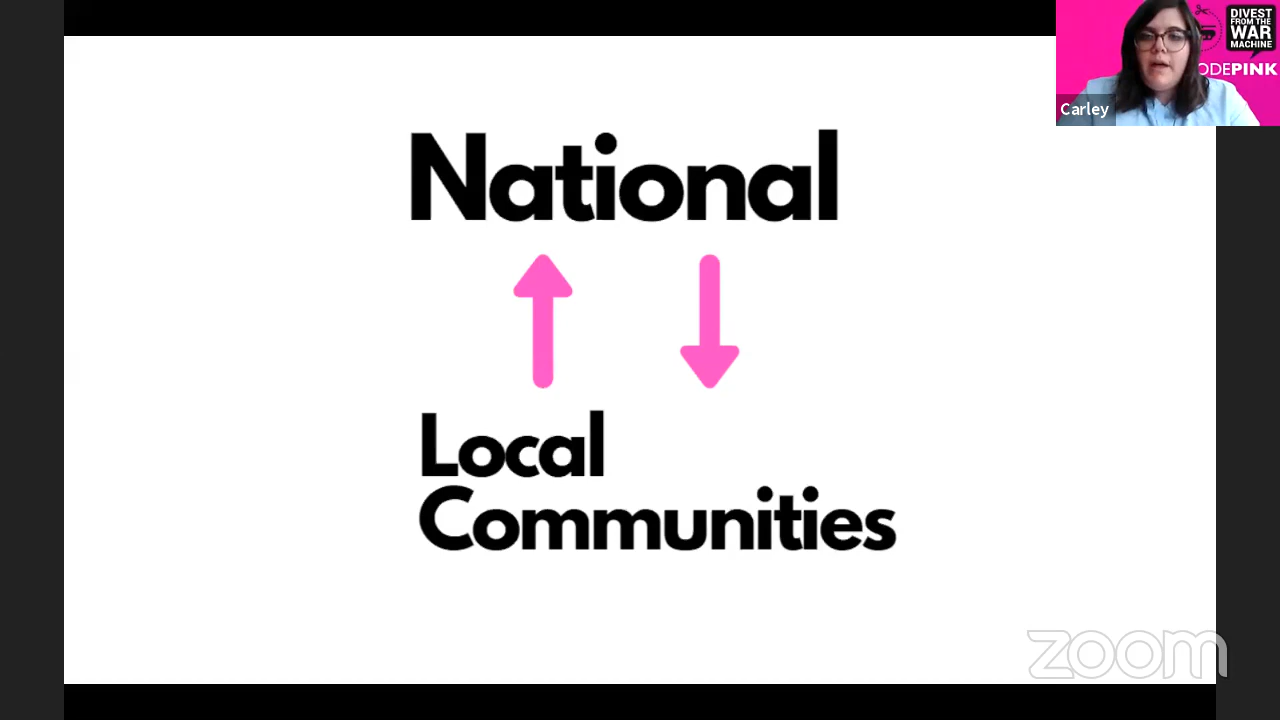 National
Local
Communities
DIVEST
FROM THE
WAR
MACHINE
ODEPINK
Carley
zoom